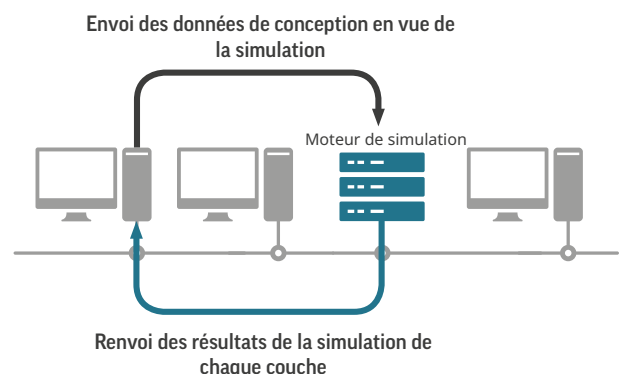 Envoi des données de conception en vue de
la simulation
Moteur de simulation
Renvoi des résultats de la simulation de
chaque couche